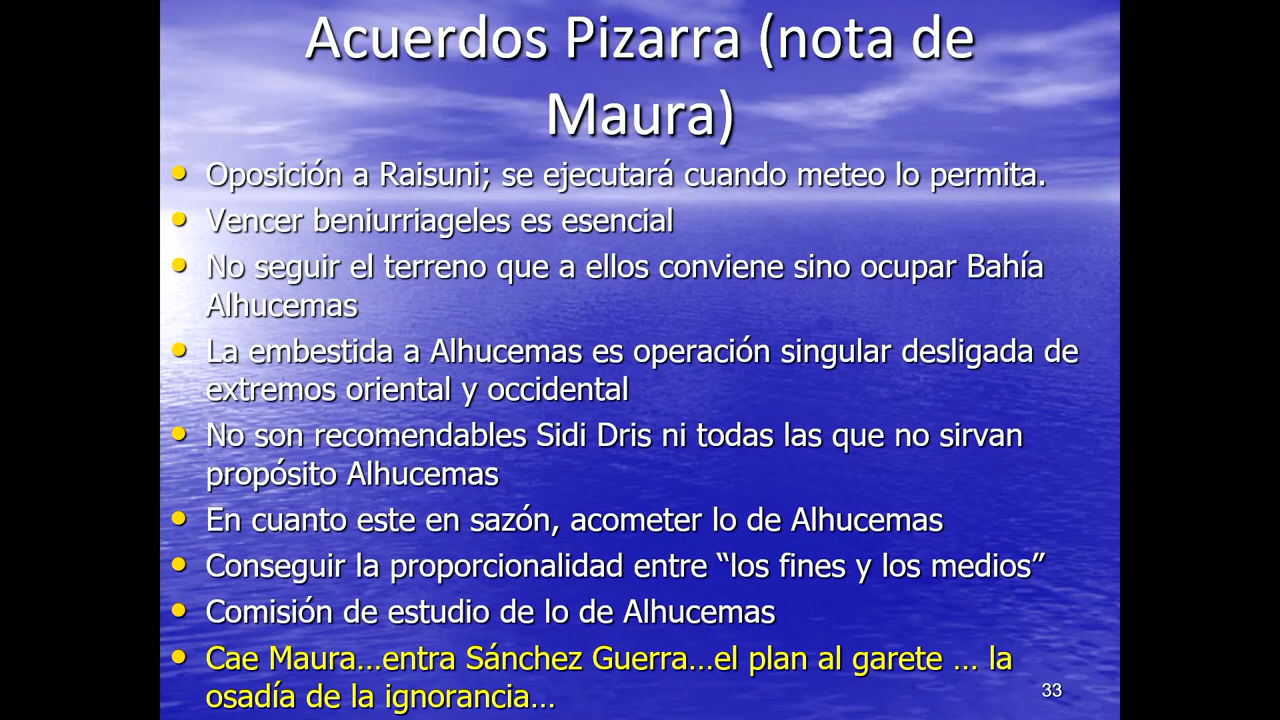 Acuerdos Pizarra (nota de
Maura)
• Oposición a Raisuni; se ejecutará cuando meteo lo permita.
• Vencer beniurriageles es esencial
• No seguir el terreno que a ellos conviene sino ocupar Bahía
Alhucemas
• La embestida a Alhucemas es operación singular desligada de
extremos oriental y occidental
• No son recomendables Sidi Dris ni todas las que no sirvan
propósito Alhucemas
• En cuanto este en sazón, acometer lo de Alhucemas
• Conseguir la proporcionalidad entre “los fines y los medios”
• Comisión de estudio de lo de Alhucemas
• Cae Maura…entra Sánchez Guerra…el plan al garete … la
osadía de la ignorancia…
33